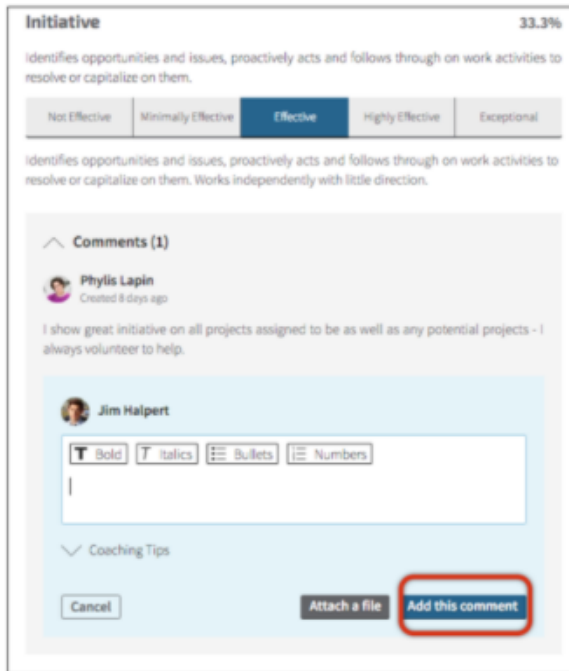 Initiative 33.3%
Identifies opportunities and issues, proactively acts and follows through on work activities to
resolve or capitalize on them.
Not Effective Minimally Effective Effective Highly Effective Exceptional
Identifies opportunities and issues, proactively acts and follows through on work activities to
resolve or capitalize on them. Works independently with little direction.
Comments (1)
Phylis Lapin
Created 8 days ago
I show great initiative on all projects assigned to be as well as any potential projects - I
always volunteer to help.
Jim Halpert
T Bold T Italics Bullets Numbers
Coaching Tips
Cancel Attach a file Add this comment